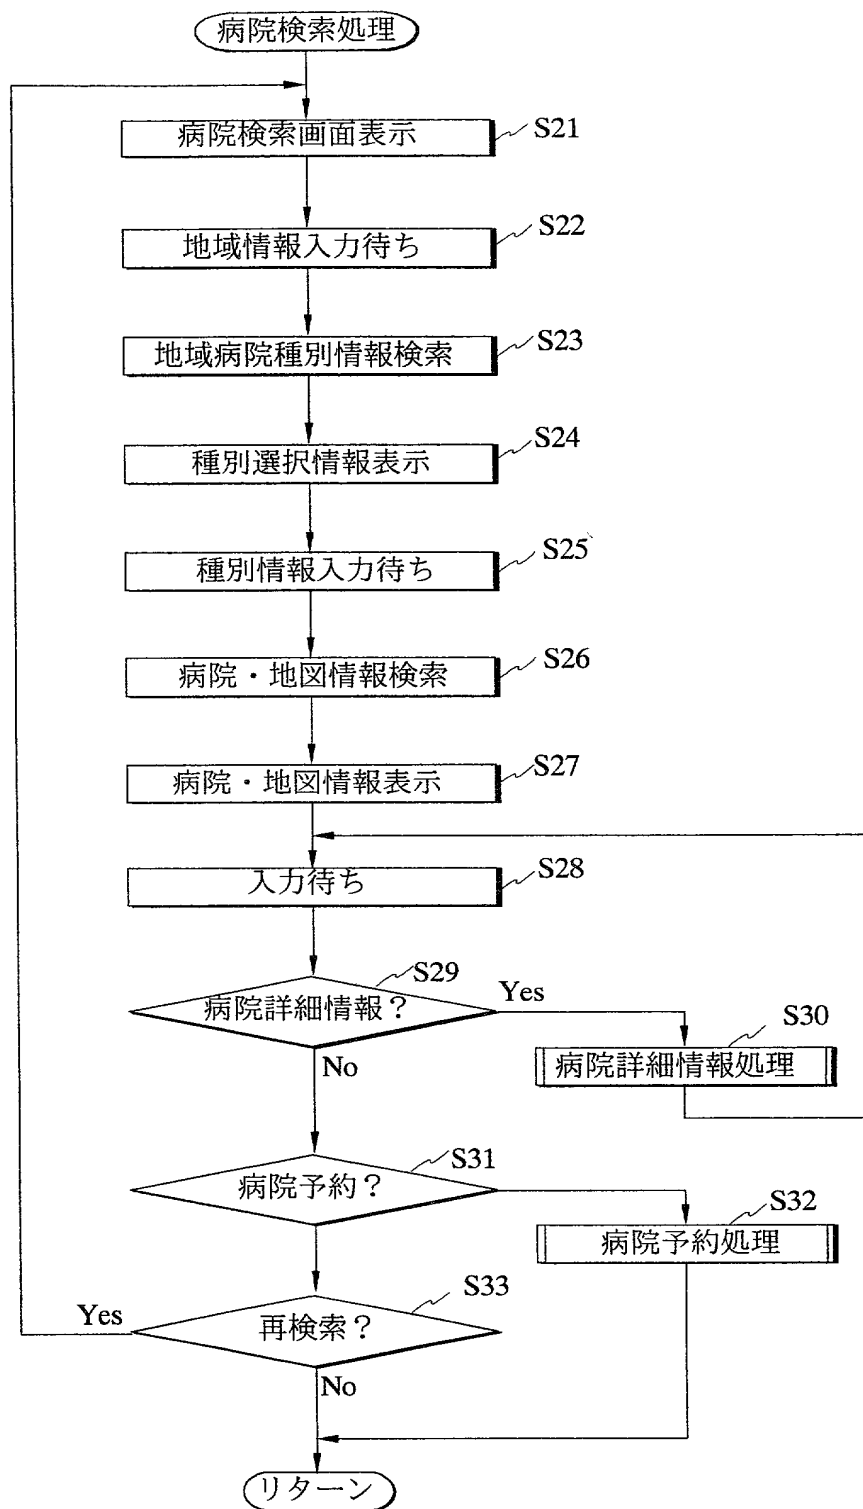 病院検索処理
病院検索画面表示
S21
地域情報入力待ち
S22
地域病院種別情報検索
S23
種別選択情報表示
S24
種別情報入力待ち
S25
病院・地図情報検索
S26
病院・地図情報表示
S27
入力待ち
S28
病院詳細情報？
S29
Yes
No
病院詳細情報処理
S30
病院予約？
S31
病院予約処理
S32
再検索？
S33
Yes
No
リターン